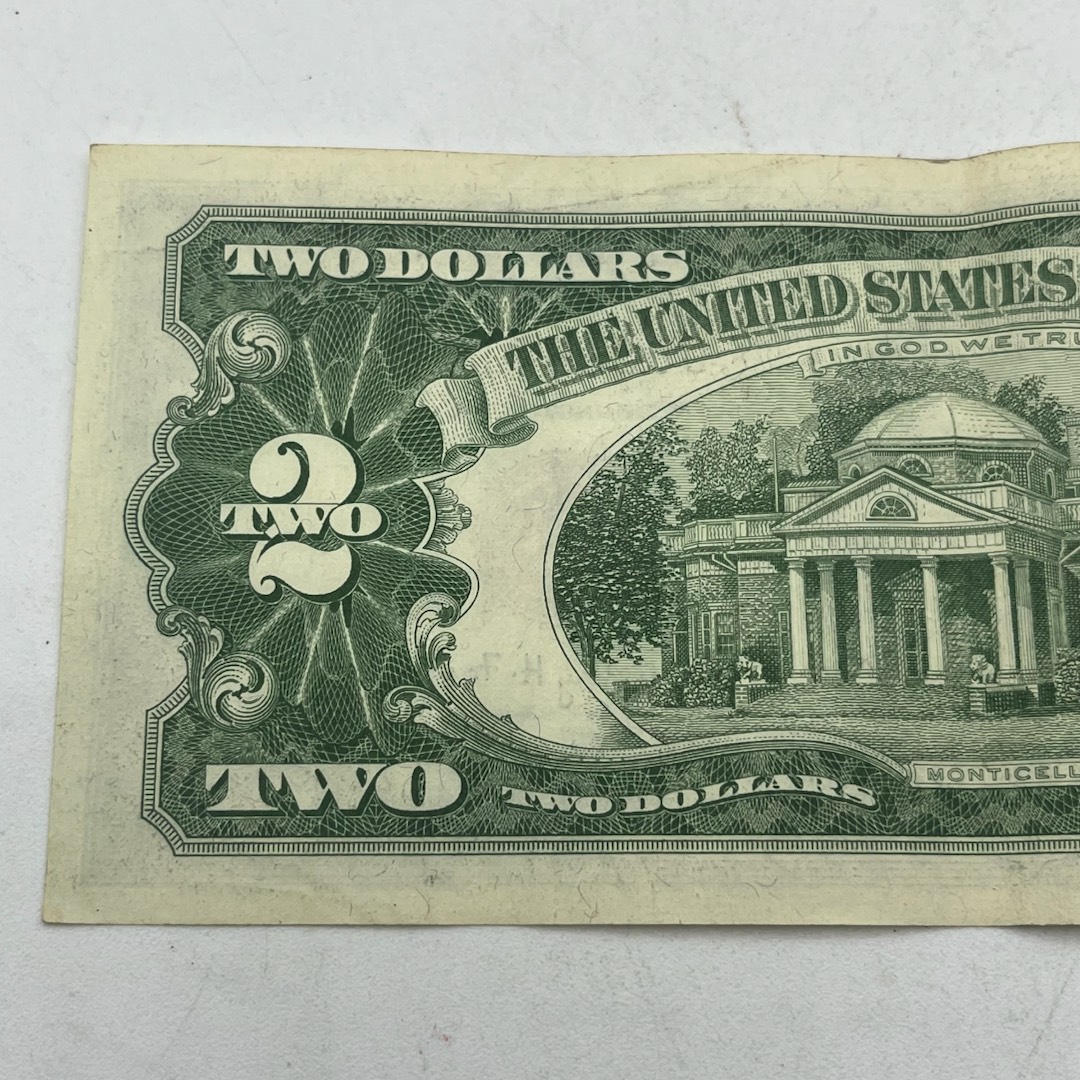 TWO DOLLARS
THE UNITED STATES
IN GOD WE TRU
2
TWO
MONTICELL
TWO
TWO DOLLARS